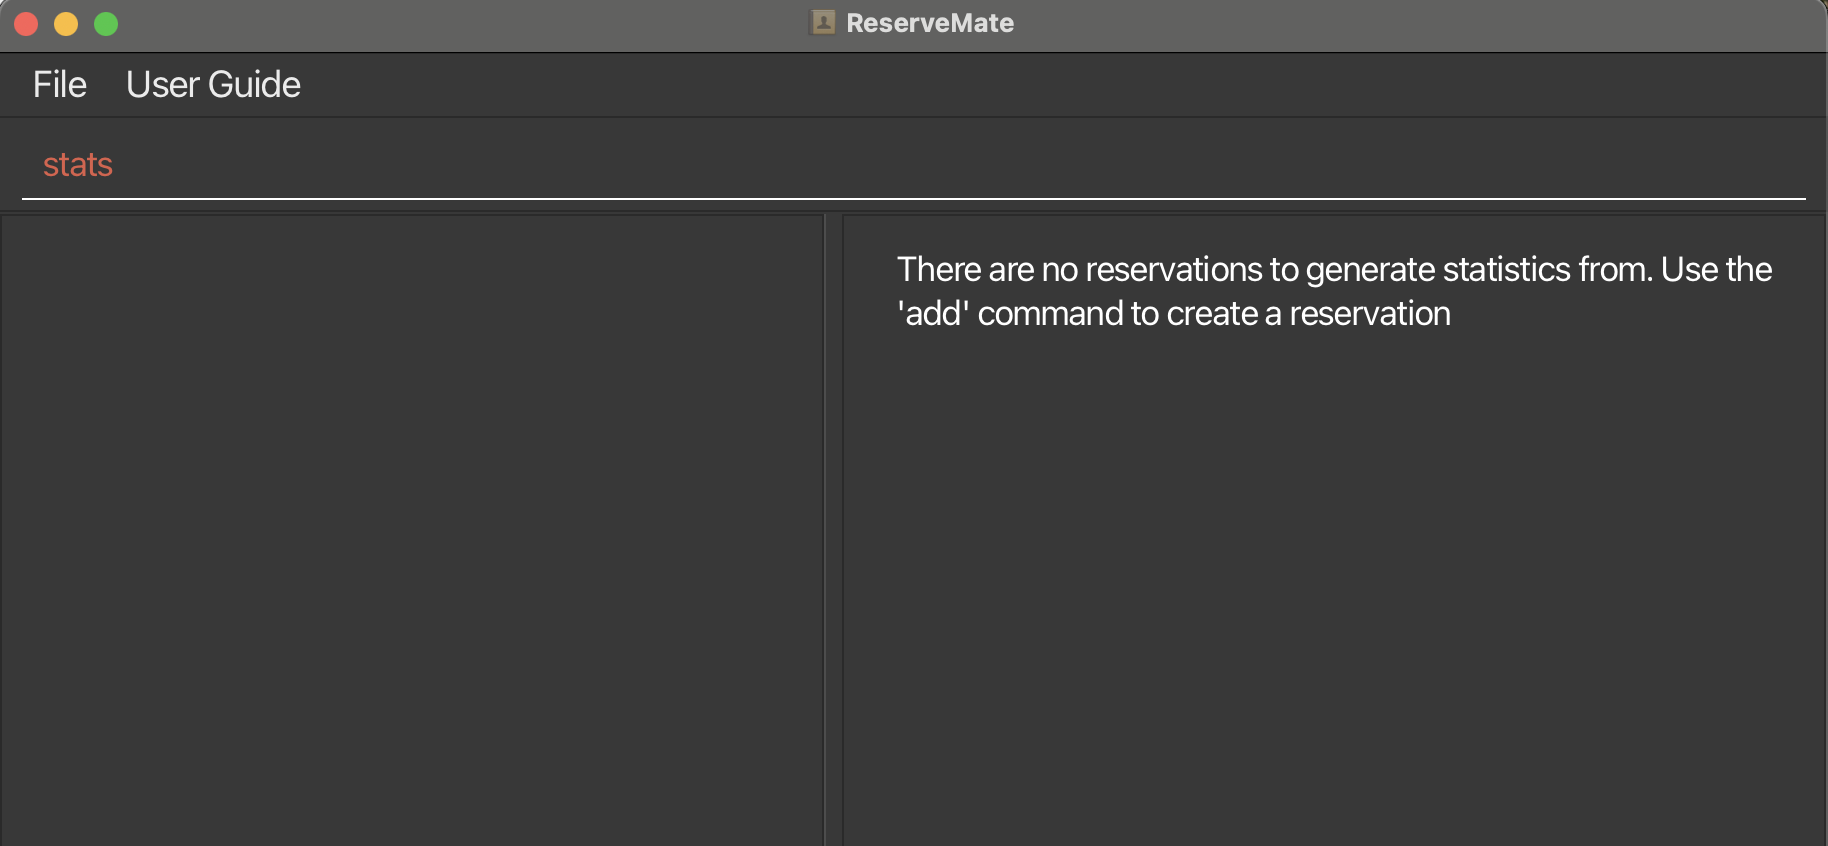 ReserveMate
File User Guide
stats
There are no reservations to generate statistics from. Use the
'add' command to create a reservation